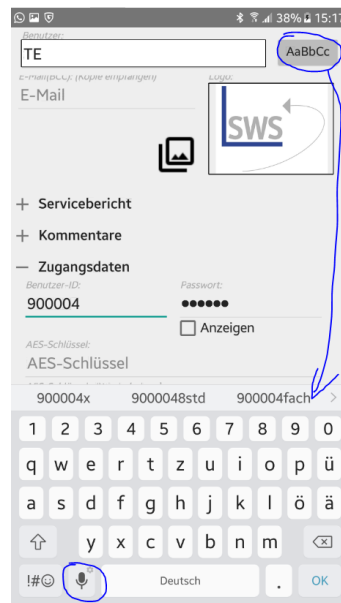 38% 15:17
Benutzer:
TE
AaBbCc
E-Mail(BCC): (Kopie empfangen)
Logo:
E-Mail
SWS
+ Servicebericht
+ Kommentare
— Zugangsdaten
Benutzer-ID:
Passwort:
900004
••••••
Anzeigen
AES-Schlüssel:
AES-Schlüssel
900004x 9000048std 900004fach >
1 2 3 4 5 6 7 8 9 0
q w e r t z u i o p ü
a s d f g h j k l ö ä
y x c v b n m
!#☺ Deutsch . OK